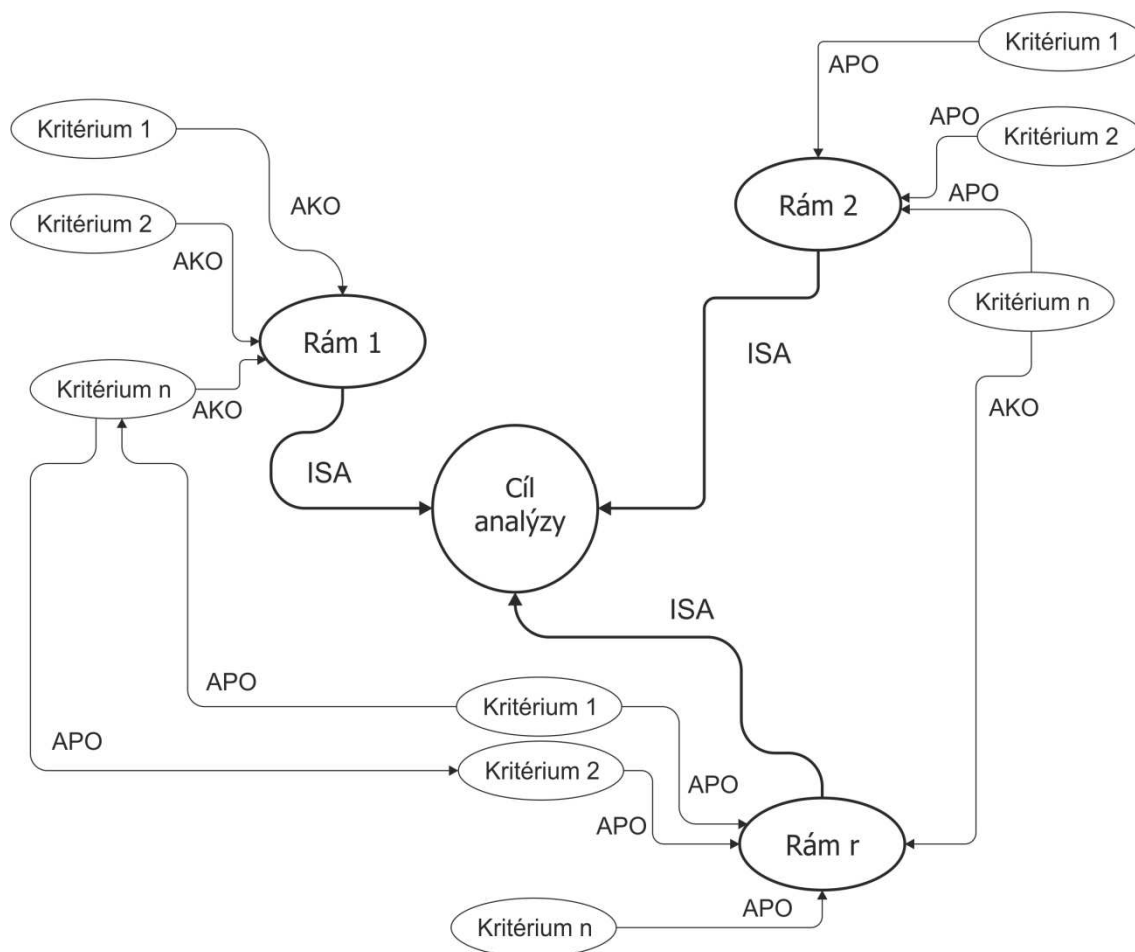 Kritérium 1
APO
Kritérium 1
APO
Kritérium 2
Rám 2
APO
AKO
Kritérium 2
AKO
Kritérium n
Rám 1
ISA
Kritérium n
AKO
AKO
ISA
Cíl
analýzy
ISA
APO
Kritérium 1
APO
Kritérium 2
APO
APO
Rám r
Kritérium n
APO